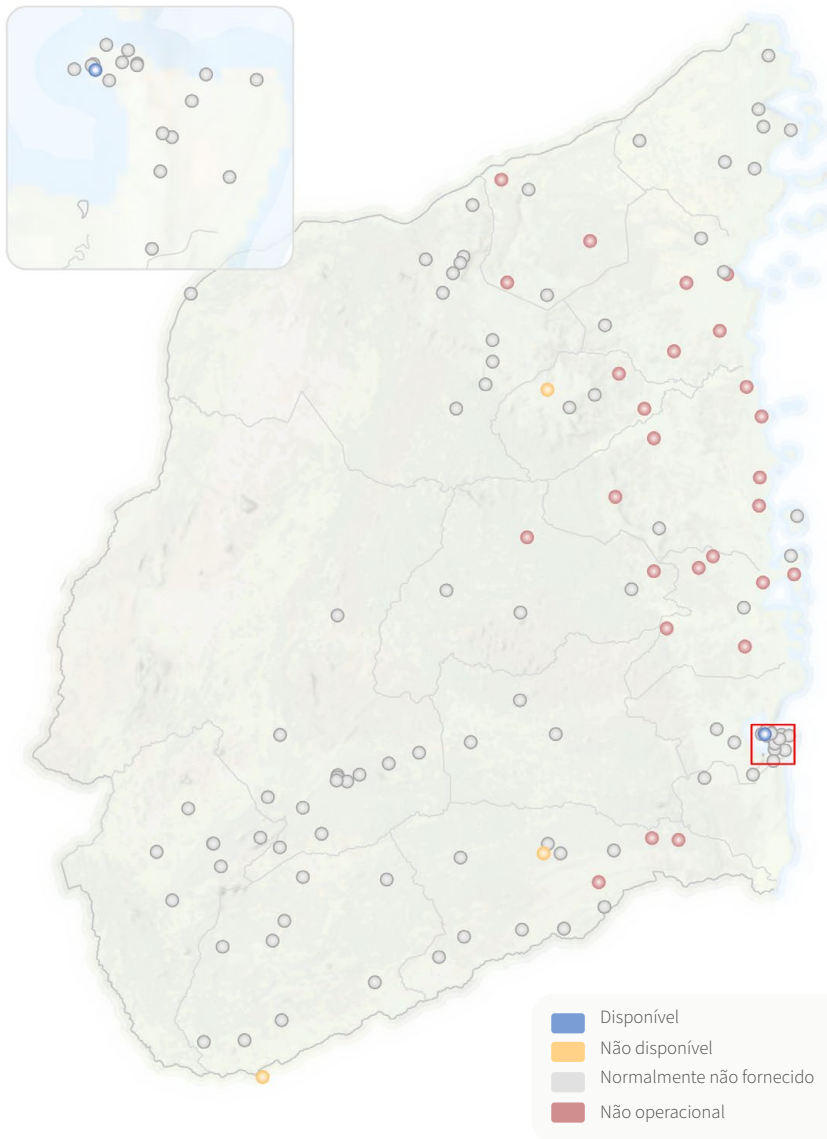 Disponível
Não disponível
Normalmente não fornecido
Não operacional